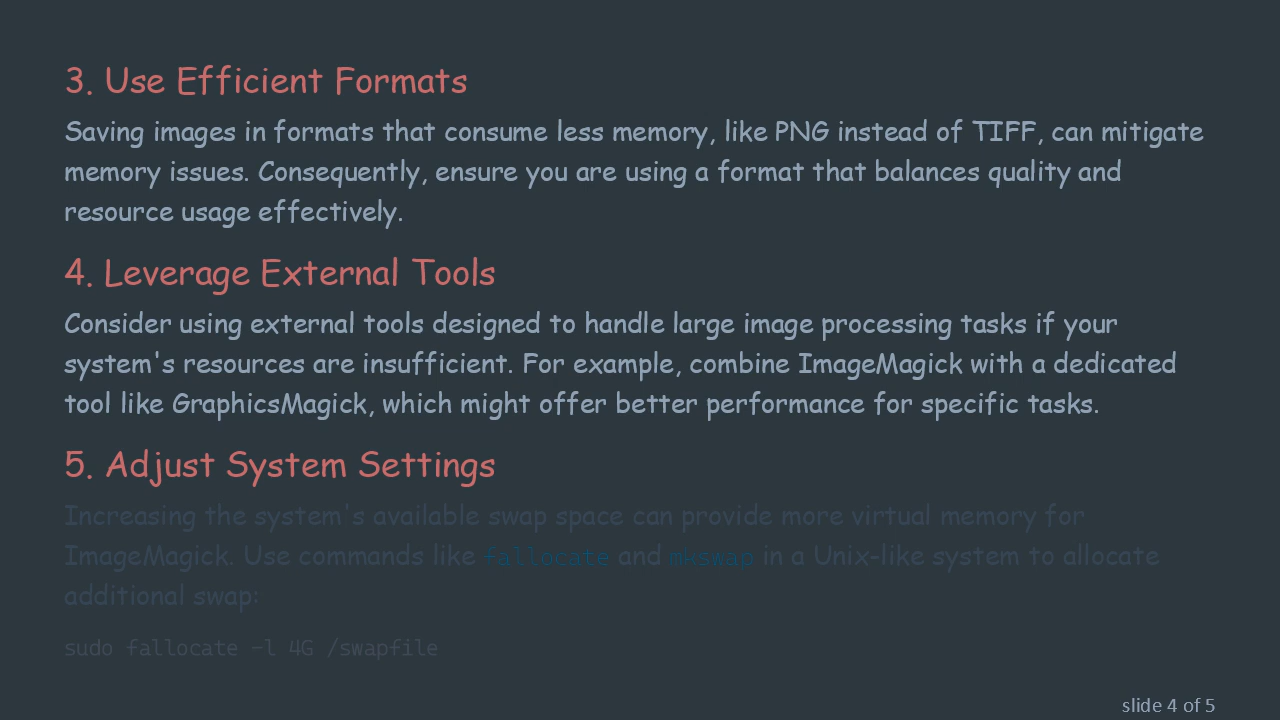 3. Use Efficient Formats
Saving images in formats that consume less memory, like PNG instead of TIFF, can mitigate
memory issues. Consequently, ensure you are using a format that balances quality and
resource usage effectively.
4. Leverage External Tools
Consider using external tools designed to handle large image processing tasks if your
system's resources are insufficient. For example, combine ImageMagick with a dedicated
tool like GraphicsMagick, which might offer better performance for specific tasks.
5. Adjust System Settings
Increasing the system's available swap space can provide more virtual memory for
ImageMagick. Use commands like fallocate and mkswap in a Unix-like system to allocate
additional swap:
sudo fallocate -l 4G /swapfile
slide 4 of 5